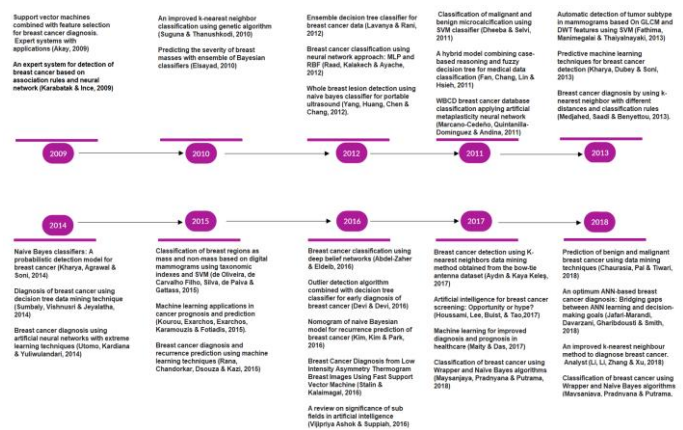 Support vector machines
combined with feature selection
for breast cancer diagnosis.
Expert systems with
applications (Akay, 2009)
An expert system for detection of
breast cancer based on
association rules and neural
network (Karabatak & Ince, 2009)
An improved k-nearest neighbor
classification using genetic algorithm
(Suguna & Thanushkodi, 2010)
Predicting the severity of breast
masses with ensemble of Bayesian
classifiers (Elsayad, 2010)
Ensemble decision tree classifier
for breast cancer data (Lavanya & Rani,
2012)
Breast cancer classification using
neural network approach: MLP and
RBF (Raad, Kalakech & Ayache,
2012)
Whole breast lesion detection using
naive bayes classifier for portable
ultrasound (Yang, Huang, Chen &
Chang, 2012).
Classification of malignant and
benign microcalcification using
SVM classifier (Dheeba & Selvi,
2011)
A hybrid model combining case-
based reasoning and fuzzy
decision tree for medical data
classification (Fan, Chang, Lin &
Hsieh, 2011)
WBCD breast cancer database
classification applying artificial
metaplasticity neural network
(Marcano-Cedeño, Quintanilla-
Domínguez & Andina, 2011)
Automatic detection of tumor subtype
in mammograms Based On GLCM and
DWT features using SVM (Fathima,
Manimegalai & Thaiyalnayaki, 2013)
Predictive machine learning
techniques for breast cancer
detection (Kharya, Dubey & Soni,
2013)
Breast cancer diagnosis by using k-
nearest neighbor with different
distances and classification rules
(Medjahed, Saadi & Benyettou, 2013).
2009
2010
2012
2011
2013
2014
2015
2016
2017
2018
Naive Bayes classifiers: A
probabilistic detection model for
breast cancer (Kharya, Agrawal &
Soni, 2014)
Diagnosis of breast cancer using
decision tree data mining technique
(Sumbaly, Vishnusri & Jeyalatha,
2014)
Breast cancer diagnosis using
artificial neural networks with extreme
learning techniques (Utomo, Kardiana
& Yuliwulandari, 2014)
Classification of breast regions as
mass and non-mass based on digital
mammograms using taxonomic
indexes and SVM (de Oliveira, de
Carvalho Filho, Silva, de Paiva &
Gattass, 2015)
Machine learning applications in
cancer prognosis and prediction
(Kourou, Exarchos, Exarchos,
Karamouzis & Fotiadis, 2015).
Breast cancer diagnosis and
recurrence prediction using machine
learning techniques (Rana,
Chandorkar, Dsouza & Kazi, 2015)
Breast cancer classification using
deep belief networks (Abdel-Zaher
& Eldeib, 2016)
Outlier detection algorithm
combined with decision tree
classifier for early diagnosis of
breast cancer (Devi & Devi, 2016)
Nomogram of naive Bayesian
model for recurrence prediction of
breast cancer (Kim, Kim & Park,
2016)
Breast Cancer Diagnosis from Low
Intensity Asymmetry Thermogram
Breast Images Using Fast Support
Vector Machine (Stalin &
Kalaimagal, 2016)
A review on significance of sub
fields in artificial intelligence
(Vijipriya Ashok & Suppiah, 2016)
Breast cancer detection using K-
nearest neighbors data mining
method obtained from the bow-tie
antenna dataset (Aydın & Kaya Keleş,
2017)
Artificial intelligence for breast cancer
screening: Opportunity or hype?
(Houssami, Lee, Buist, & Tao,2017)
Machine learning for improved
diagnosis and prognosis in
healthcare (Maity & Das, 2017)
Classification of breast cancer using
Wrapper and Naïve Bayes algorithms
(Maysanjaya, Pradnyana & Putrama,
2018)
Prediction of benign and malignant
breast cancer using data mining
techniques (Chaurasia, Pal & Tiwari,
2018)
An optimum ANN-based breast
cancer diagnosis: Bridging gaps
between ANN learning and decision-
making goals (Jafari-Marandi,
Davarzani, Gharibdousti & Smith,
2018)
An improved k-nearest neighbour
method to diagnose breast cancer.
Analyst (Li, Li, Zhang & Xu, 2018)
Classification of breast cancer using
Wrapper and Naïve Bayes algorithms
(Maysanjaya, Pradnyana & Putrama,